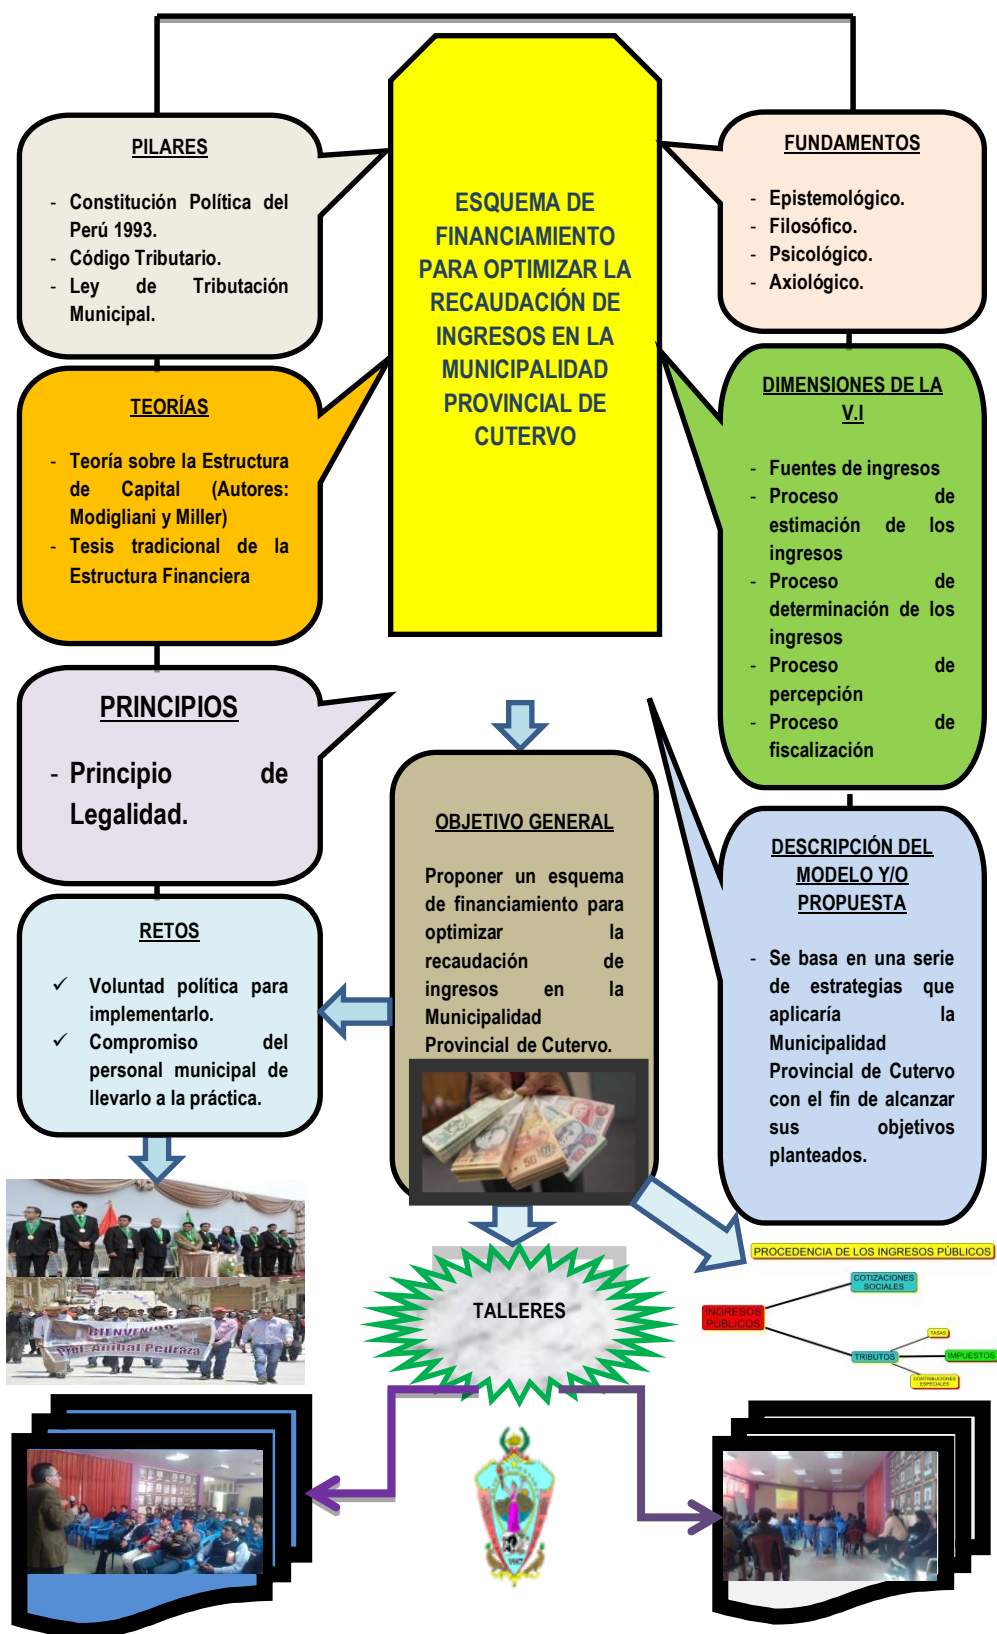 PILARES
- Constitución Política del
Perú 1993.
- Código Tributario.
- Ley de Tributación
Municipal.
ESQUEMA DE
FINANCIAMIENTO
PARA OPTIMIZAR LA
RECAUDACIÓN DE
INGRESOS EN LA
MUNICIPALIDAD
PROVINCIAL DE
CUTERVO
FUNDAMENTOS
- Epistemológico.
- Filosófico.
- Psicológico.
- Axiológico.
TEORÍAS
- Teoría sobre la Estructura
de Capital (Autores:
Modigliani y Miller)
- Tesis tradicional de la
Estructura Financiera
DIMENSIONES DE LA
V.I
- Fuentes de ingresos
- Proceso de
estimación de los
ingresos
- Proceso de
determinación de los
ingresos
- Proceso de
percepción
- Proceso de
fiscalización
PRINCIPIOS
- Principio de
Legalidad.
OBJETIVO GENERAL
Proponer un esquema
de financiamiento para
optimizar la
recaudación de
ingresos en la
Municipalidad
Provincial de Cutervo.
50
DESCRIPCIÓN DEL
MODELO Y/O
PROPUESTA
- Se basa en una serie
de estrategias que
aplicaría la
Municipalidad
Provincial de Cutervo
con el fin de alcanzar
sus objetivos
planteados.
RETOS
✓ Voluntad política para
implementarlo.
✓ Compromiso del
personal municipal de
llevarlo a la práctica.
BIENVENIDO
Prof. Anibal Pedraza
TALLERES
PROCEDENCIA DE LOS INGRESOS PÚBLICOS
COTIZACIONES
SOCIALES
INGRESOS
PÚBLICOS
TASAS
TRIBUTOS
IMPUESTOS
CONTRIBUCIONES
ESPECIALES